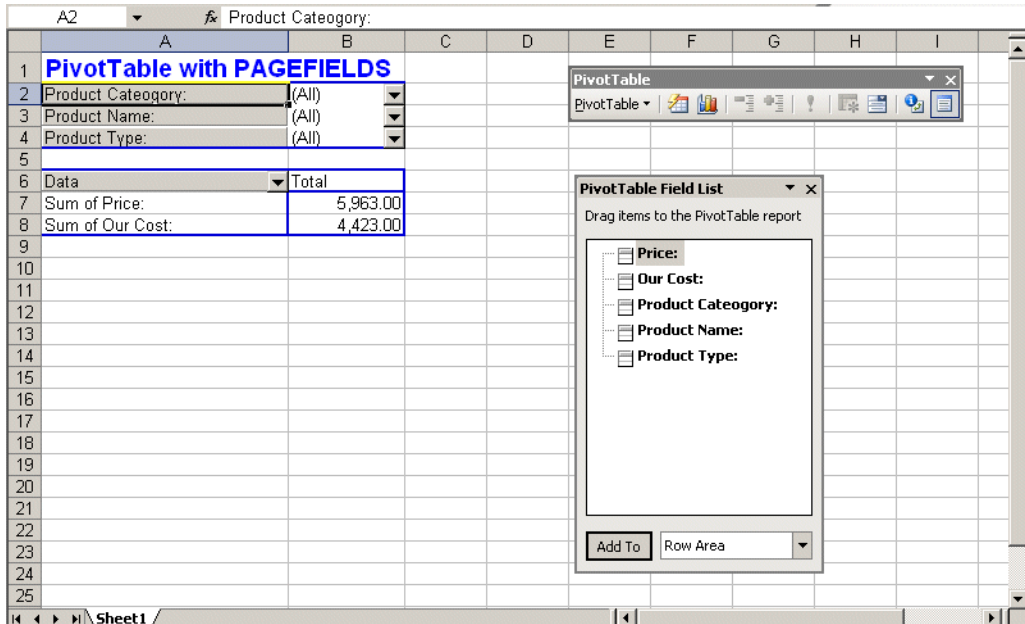 A2 fx Product Cateogory:
A B C D E F G H I
1 PivotTable with PAGEFIELDS
2 Product Cateogory: (All)
3 Product Name: (All)
4 Product Type: (All)
5
6 Data Total
7 Sum of Price: 5,963.00
8 Sum of Our Cost: 4,423.00
9
10
11
12
13
14
15
16
17
18
19
20
21
22
23
24
25
Sheet1
PivotTable
PivotTable
PivotTable Field List
Drag items to the PivotTable report
Price:
Our Cost:
Product Cateogory:
Product Name:
Product Type:
Add To Row Area